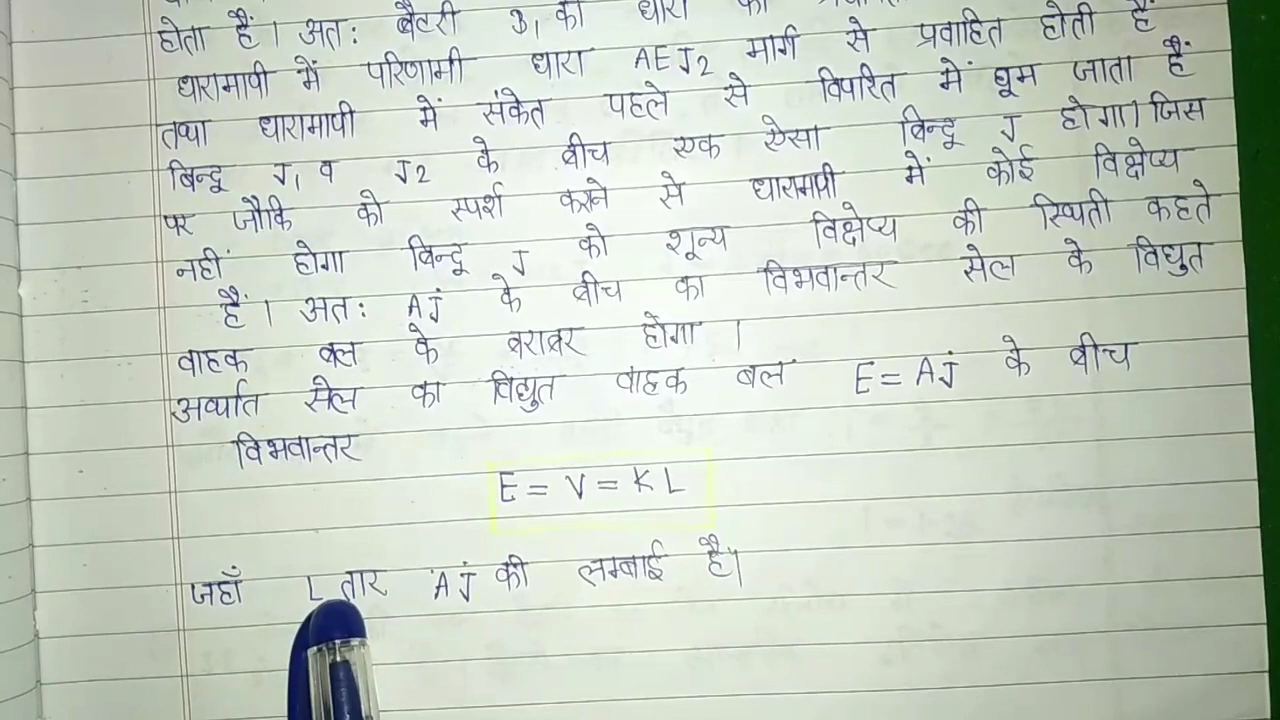 होता है। अत: बैटरी B₁ की धारा
धारामापी में परिणामी धारा AEJ₂ मार्ग से प्रवाहित होती है
तथा धारामापी में संकेत पहले से विपरित में घूम जाता है
बिन्दू J₁ व J₂ के बीच एक ऐसा बिन्दू J होगा। जिस
पर जौकि को स्पर्श कराने से धारामापी में कोई विक्षेप्य
नहीं होगा बिन्दू J को शून्य विक्षेप्य की स्थिती कहते
है। अत: AJ के बीच का विभवान्तर सेल के विद्युत
वाहक बल के बराबर होगा ।
अर्थात सेल का विद्युत वाहक बल E = AJ के बीच
विभवान्तर
E = V = KL
जहाँ L तार AJ की लम्बाई है।